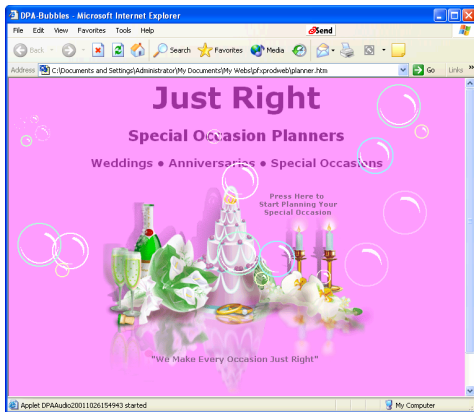 DPA-Bubbles - Microsoft Internet Explorer
File Edit View Favorites Tools Help
Send
Back Search Favorites Media
Address C:\Documents and Settings\Administrator\My Documents\My Webs\pfxprodweb\planner.htm Go Links »
Just Right
Special Occasion Planners
Weddings ● Anniversaries ● Special Occasions
Press Here to
Start Planning Your
Special Occasion
"We Make Every Occasion Just Right"
Applet DPAAudio20011026154943 started My Computer